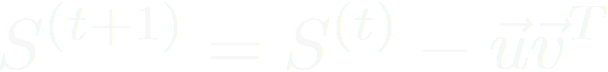 S^{(t+1)} = S^{(t)} - \vec{u}\vec{v}^T